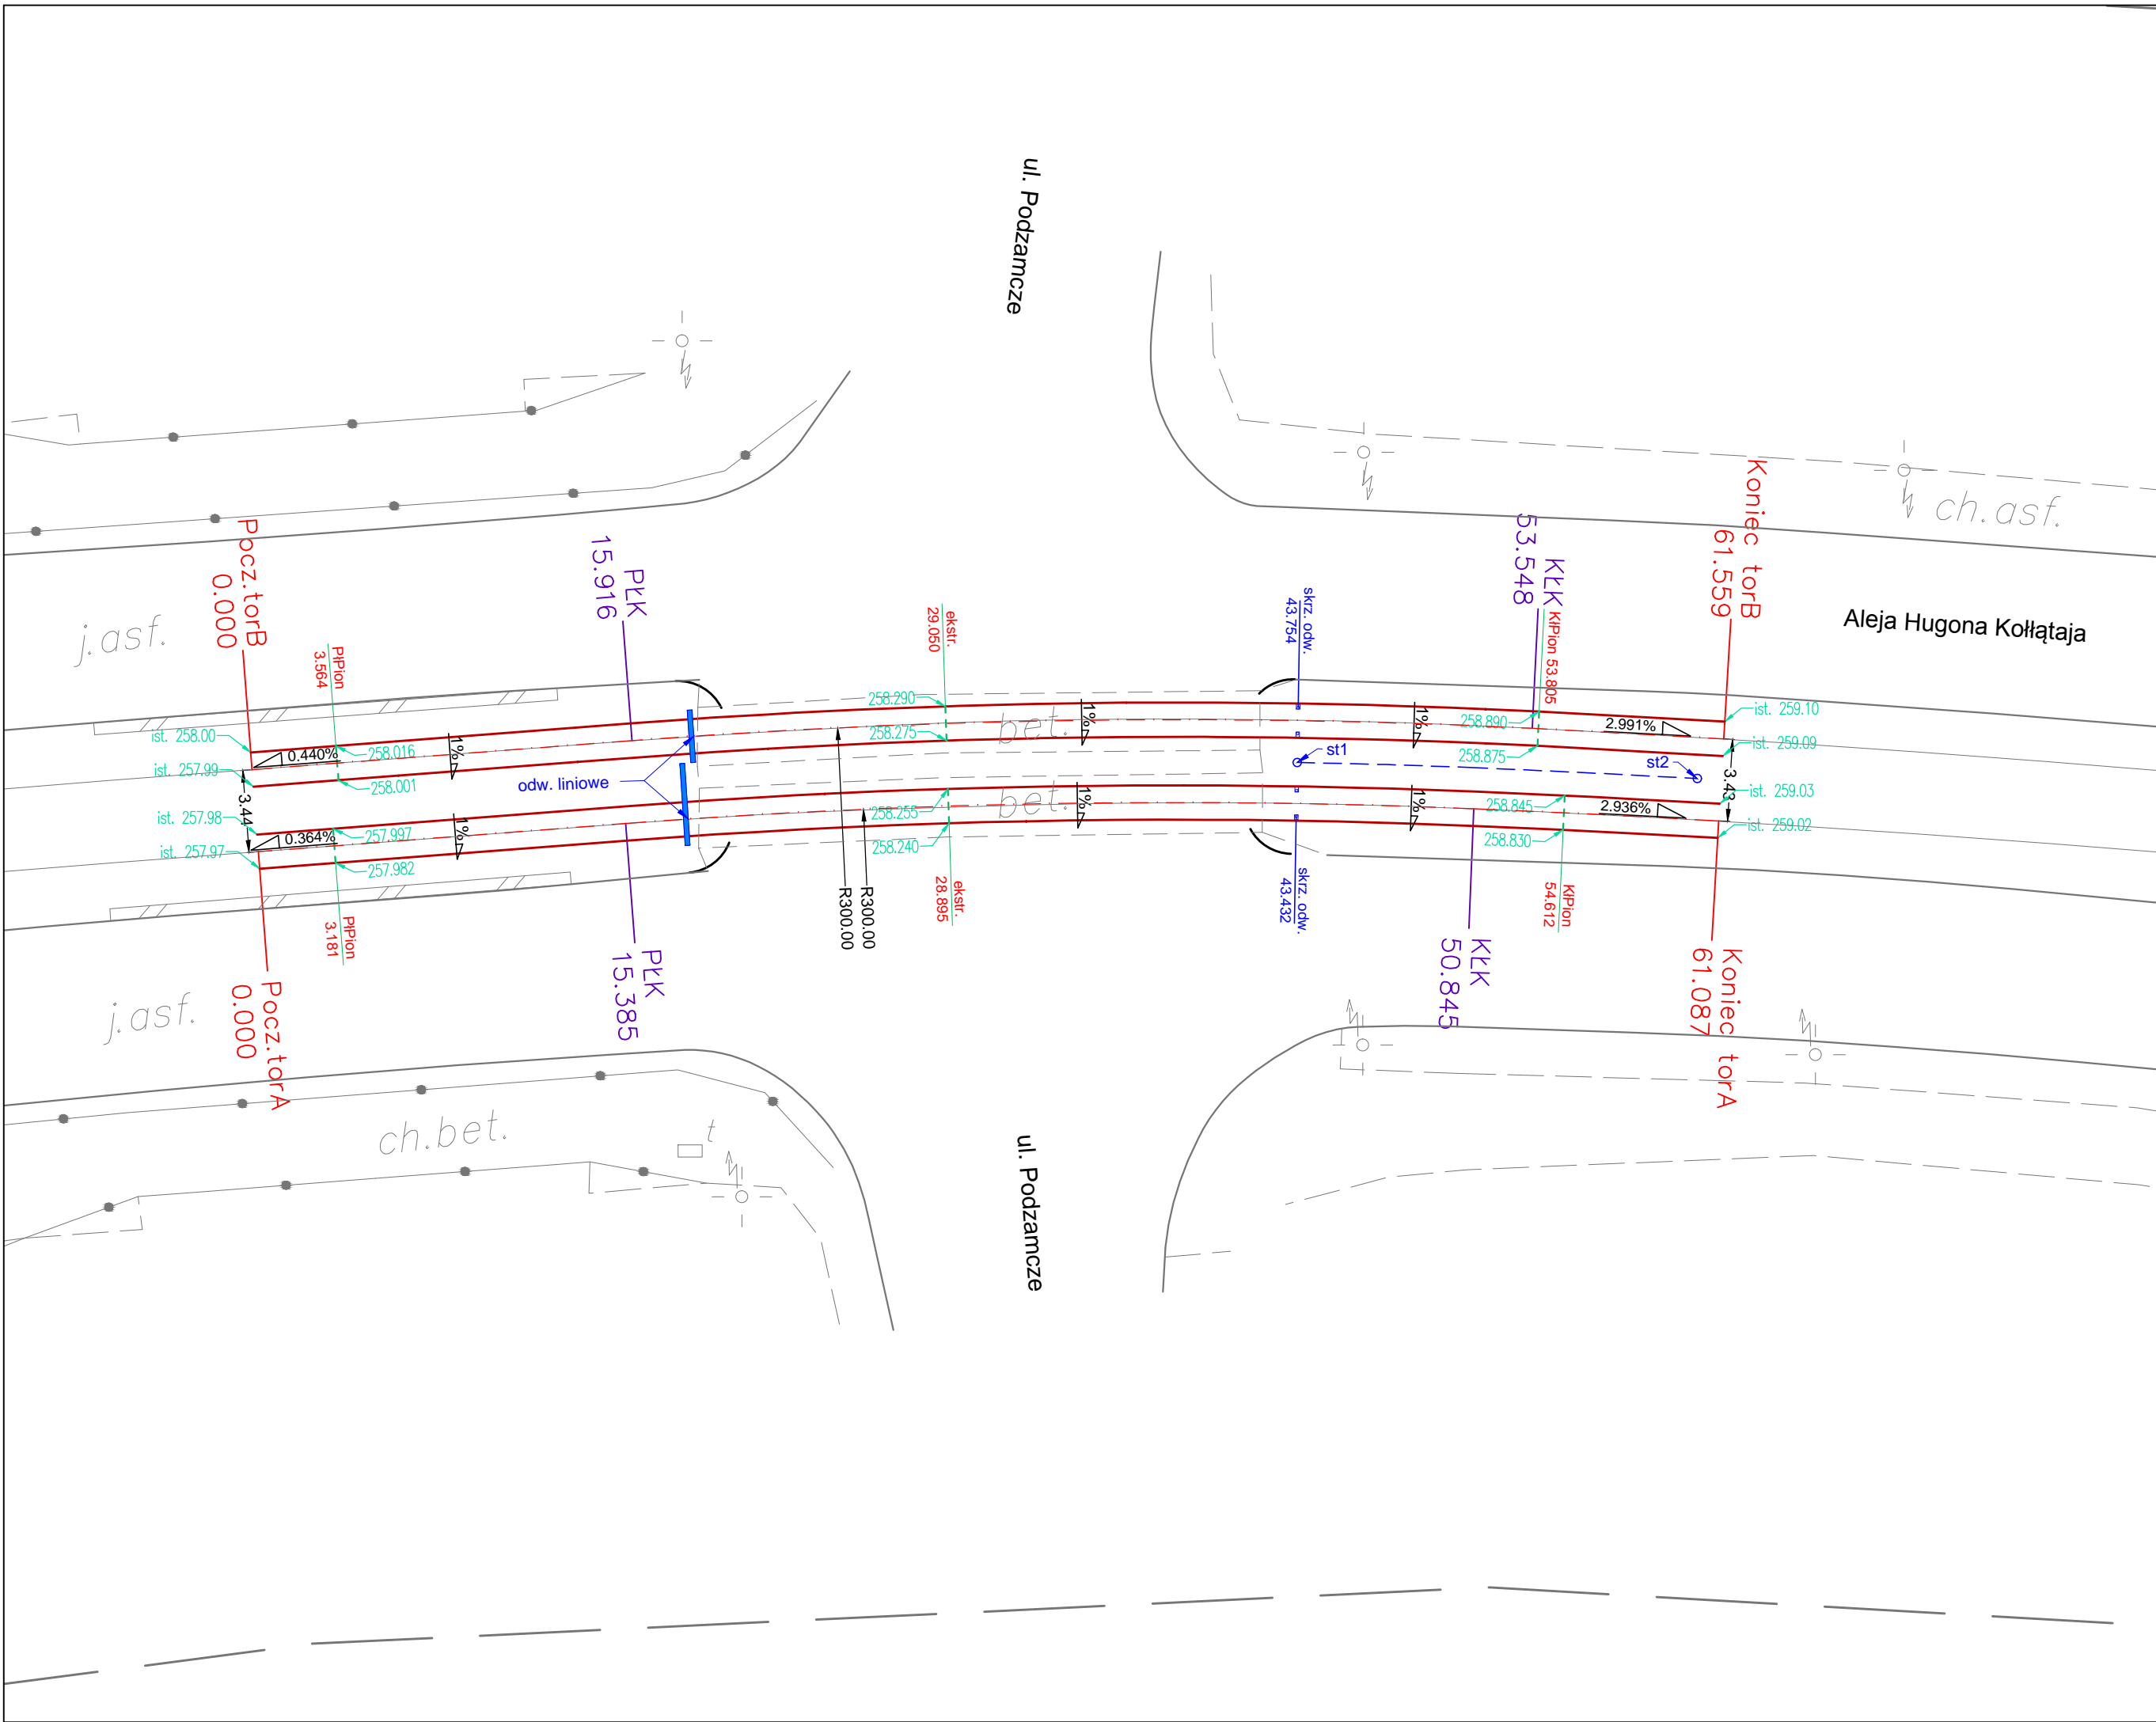 ul. Podzamcze
ch.asf.
Koniec torB
61.559
KŁK
53.548
KłPion 53.805
Pocz.torB
0.0000
PŁK
15.916
PłPion
3.564
ekstr.
29.050
skrz. odw.
43.754
Aleja Hugona Kołłątaja
j.asf.
258.290
258.275
bet.
1%
1%
1%
258.890
258.875
2.991%
ist. 259.10
ist. 259.09
ist. 258.00
0.440%
258.016
ist. 257.99
258.001
odw. liniowe
st1
st2
3.44
3.43
ist. 257.98
0.364%
257.997
ist. 257.97
257.982
1%
258.255
258.240
bet.
1%
1%
258.845
258.830
2.936%
ist. 259.03
ist. 259.02
R300.00
R300.00
ekstr.
28.895
skrz. odw.
43.432
KłPion
54.612
PłPion
3.181
PŁK
15.385
KŁK
50.845
Koniec torA
61.087
Pocz.torA
0.000
j.asf.
ch.bet.
t
ul. Podzamcze